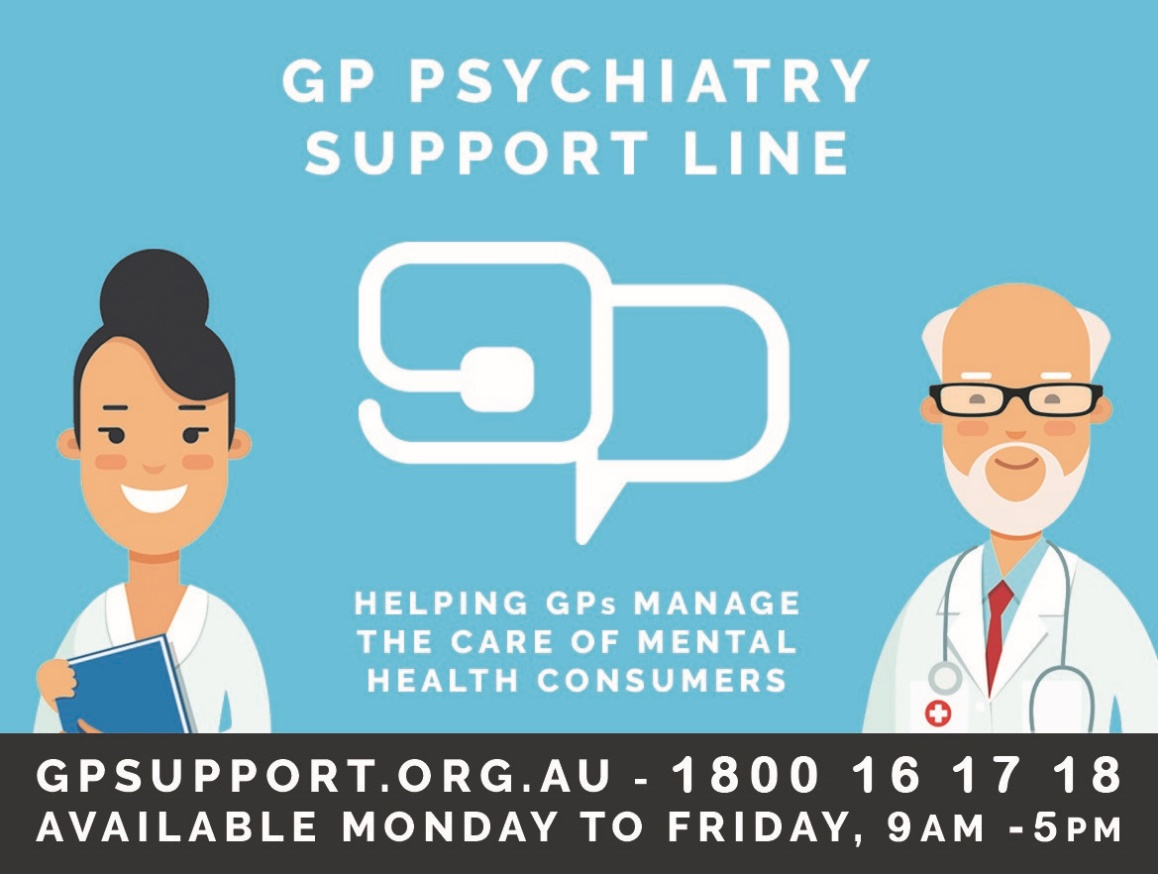 GP PSYCHIATRY
SUPPORT LINE
gp
HELPING GPs MANAGE
THE CARE OF MENTAL
HEALTH CONSUMERS
GPSUPPORT.ORG.AU - 1800 16 17 18
AVAILABLE MONDAY TO FRIDAY, 9AM -5PM